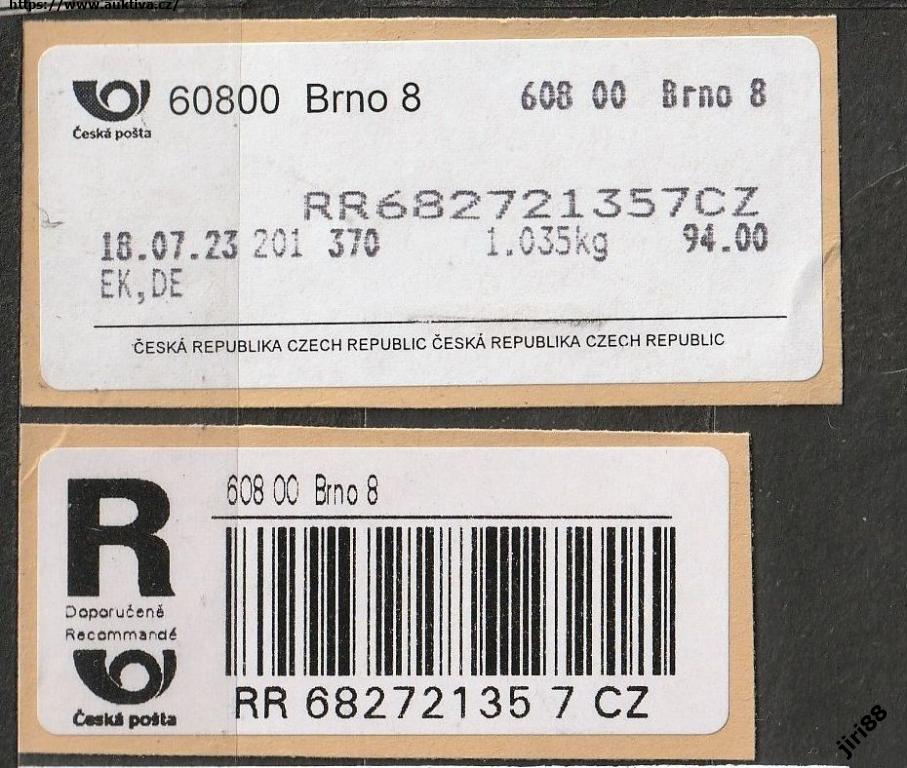 https://www.auktiva.cz/
60800 Brno 8 608 00 Brno 8
Česká pošta
RR682721357CZ
18.07.23 201 370 1.035kg 94.00
EK,DE
ČESKÁ REPUBLIKA CZECH REPUBLIC ČESKÁ REPUBLIKA CZECH REPUBLIC
608 00 Brno 8
R
Doporučeně
Recommandé
Česká pošta
RR 68272135 7 CZ
jiri88